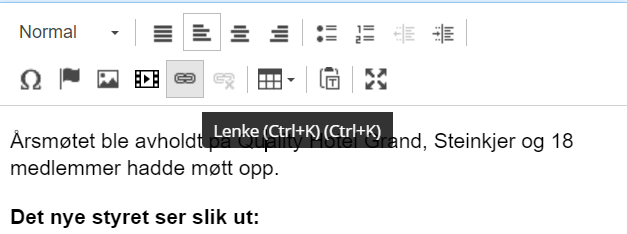 Normal
Lenke (Ctrl+K) (Ctrl+K)
Årsmøtet ble avholdt på Quality Hotel Grand, Steinkjer og 18
medlemmer hadde møtt opp.
Det nye styret ser slik ut: